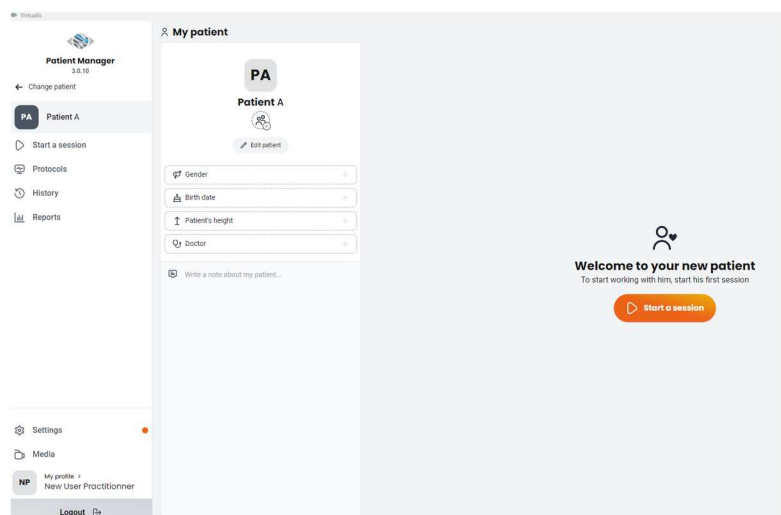 Virtualis
Patient Manager
3.0.10
Change patient
PA
Patient A
Start a session
Protocols
History
Reports
Settings
Media
NP
My profile >
New User Practitionner
Logout
My patient
PA
Patient A
Edit patient
Gender
Birth date
Patient's height
Doctor
Write a note about my patient...
Welcome to your new patient
To start working with him, start his first session
Start a session